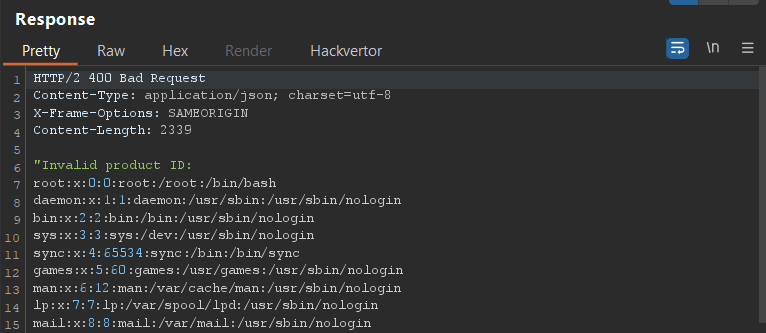 Response
Pretty Raw Hex Render Hackvertor \n
1 HTTP/2 400 Bad Request
2 Content-Type: application/json; charset=utf-8
3 X-Frame-Options: SAMEORIGIN
4 Content-Length: 2339
5
6 "Invalid product ID:
7 root:x:0:0:root:/root:/bin/bash
8 daemon:x:1:1:daemon:/usr/sbin:/usr/sbin/nologin
9 bin:x:2:2:bin:/bin:/usr/sbin/nologin
10 sys:x:3:3:sys:/dev:/usr/sbin/nologin
11 sync:x:4:65534:sync:/bin:/bin/sync
12 games:x:5:60:games:/usr/games:/usr/sbin/nologin
13 man:x:6:12:man:/var/cache/man:/usr/sbin/nologin
14 lp:x:7:7:lp:/var/spool/lpd:/usr/sbin/nologin
15 mail:x:8:8:mail:/var/mail:/usr/sbin/nologin